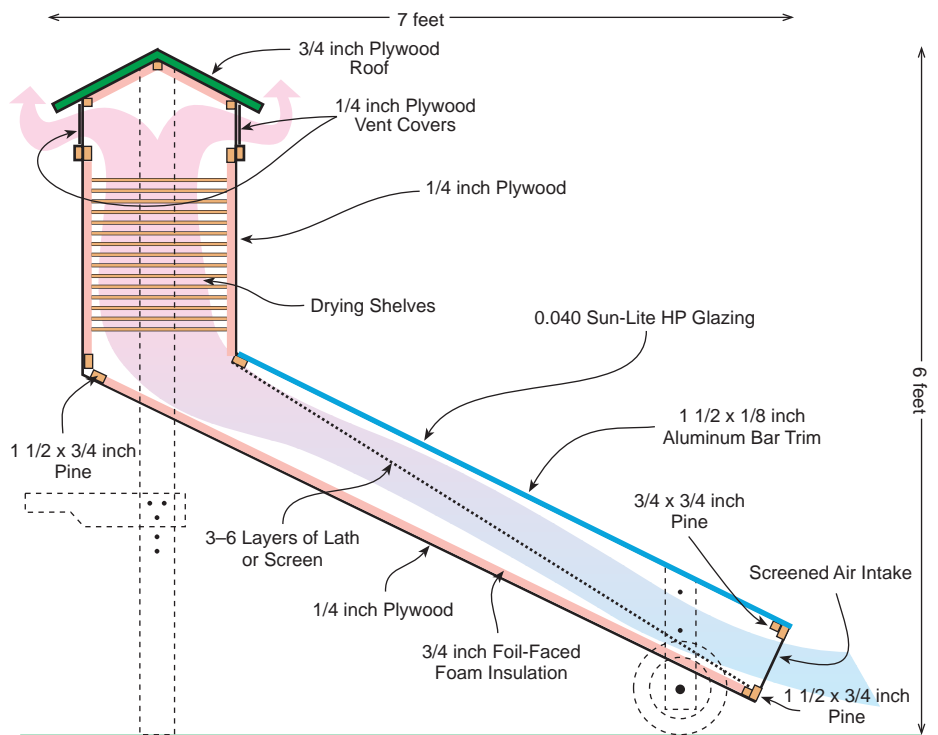 7 feet
3/4 inch Plywood
Roof
1/4 inch Plywood
Vent Covers
1/4 inch Plywood
Drying Shelves
0.040 Sun-Lite HP Glazing
6 feet
1 1/2 x 1/8 inch
Aluminum Bar Trim
1 1/2 x 3/4 inch
Pine
3/4 x 3/4 inch
Pine
3–6 Layers of Lath
or Screen
Screened Air Intake
1/4 inch Plywood
3/4 inch Foil-Faced
Foam Insulation
1 1/2 x 3/4 inch
Pine